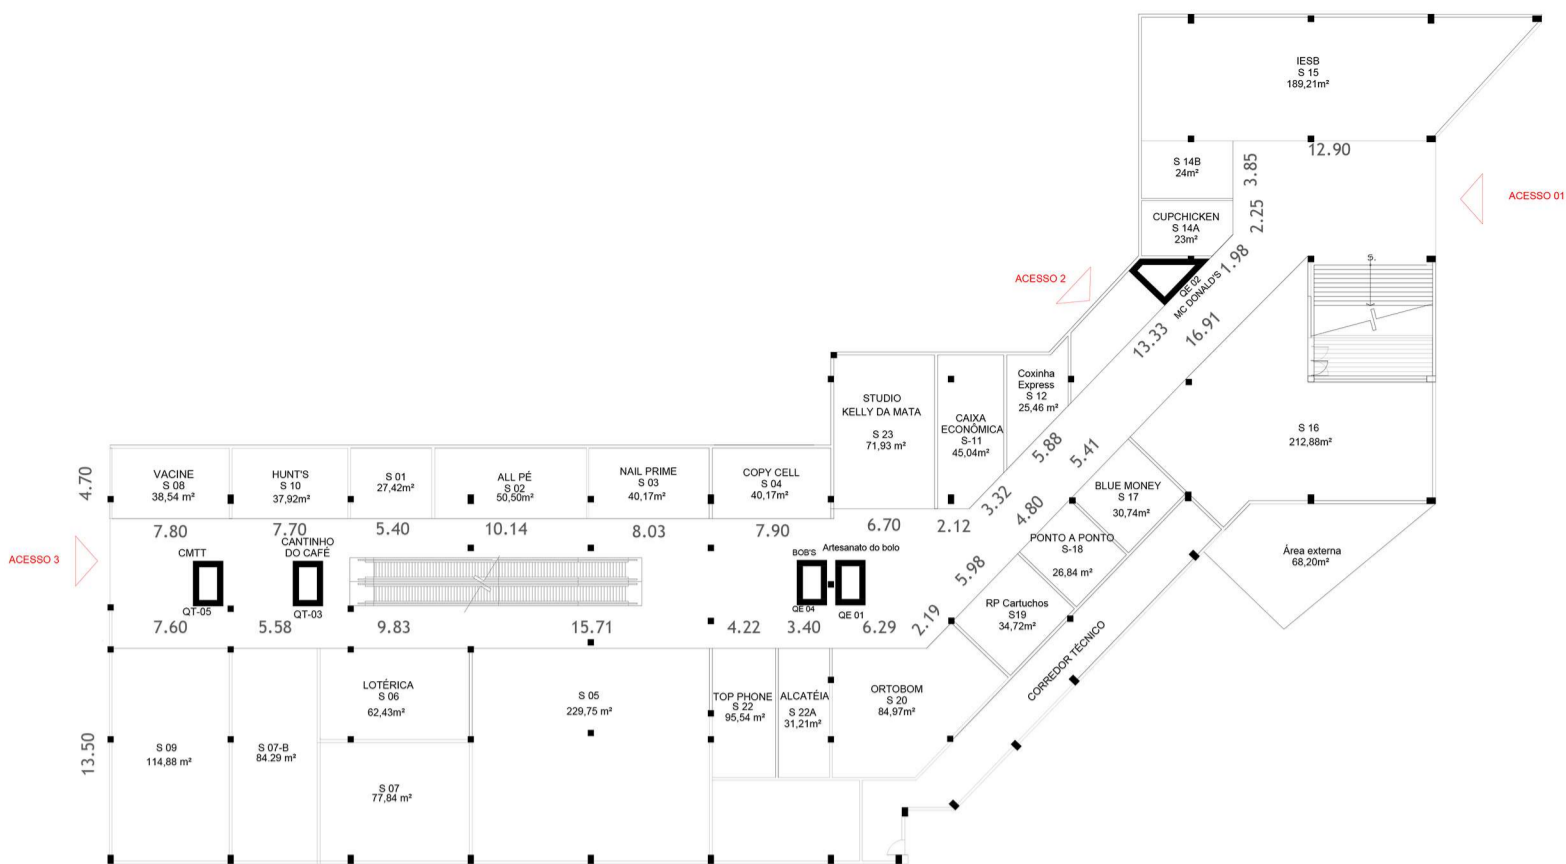 IESB
S 15
189,21m²
12.90
S 14B
24m²
3.85
ACESSO 01
CUPCHICKEN
S 14A
23m²
2.25
1.98
S.
ACESSO 2
QE 02
MC DONALD'S
13.33
16.91
Coxinha
Express
S 12
25,46 m²
STUDIO
KELLY DA MATA
S 23
71,93 m²
CAIXA
ECONÔMICA
S-11
45,04m²
S 16
212,88m²
5.88
5.41
4.70
VACINE
S 08
38,54 m²
HUNT'S
S 10
37,92m²
S 01
27,42m²
ALL PÉ
S 02
50,50m²
NAIL PRIME
S 03
40,17m²
COPY CELL
S 04
40,17m²
BLUE MONEY
S 17
30,74m²
3.32
4.80
7.80
7.70
5.40
10.14
8.03
7.90
6.70
2.12
PONTO A PONTO
S-18
26,84 m²
Área externa
68,20m²
ACESSO 3
CMTT
QT-05
CANTINHO
DO CAFÉ
QT-03
BOB'S
QE 04
Artesanato do bolo
QE 01
5.98
RP Cartuchos
S19
34,72m²
7.60
5.58
9.83
15.71
4.22
3.40
6.29
2.19
CORREDOR TÉCNICO
LOTÉRICA
S 06
62,43m²
S 05
229,75 m²
TOP PHONE
S 22
95,54 m²
ALCATÉIA
S 22A
31,21m²
ORTOBOM
S 20
84,97m²
13.50
S 09
114,88 m²
S 07-B
84.29 m²
S 07
77,84 m²